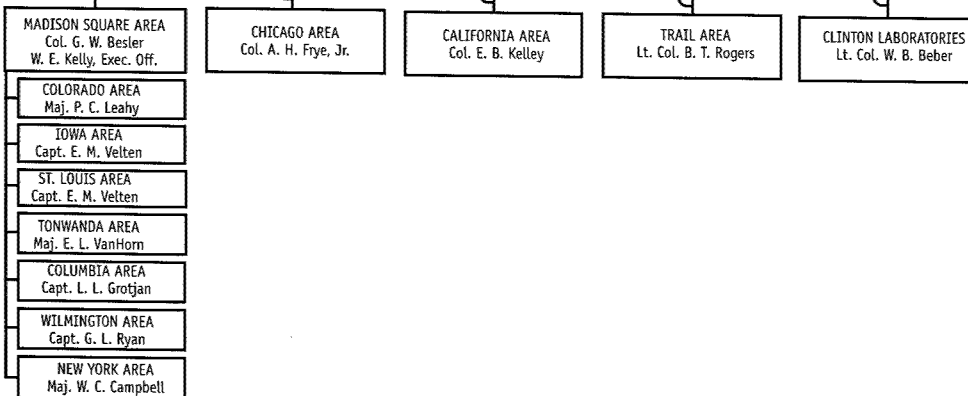 MADISON SQUARE AREA
Col. G. W. Besler
W. E. Kelly, Exec. Off.
CHICAGO AREA
Col. A. H. Frye, Jr.
CALIFORNIA AREA
Col. E. B. Kelley
TRAIL AREA
Lt. Col. B. T. Rogers
CLINTON LABORATORIES
Lt. Col. W. B. Beber
COLORADO AREA
Maj. P. C. Leahy
IOWA AREA
Capt. E. M. Velten
ST. LOUIS AREA
Capt. E. M. Velten
TONWANDA AREA
Maj. E. L. VanHorn
COLUMBIA AREA
Capt. L. L. Grotjan
WILMINGTON AREA
Capt. G. L. Ryan
NEW YORK AREA
Maj. W. C. Campbell